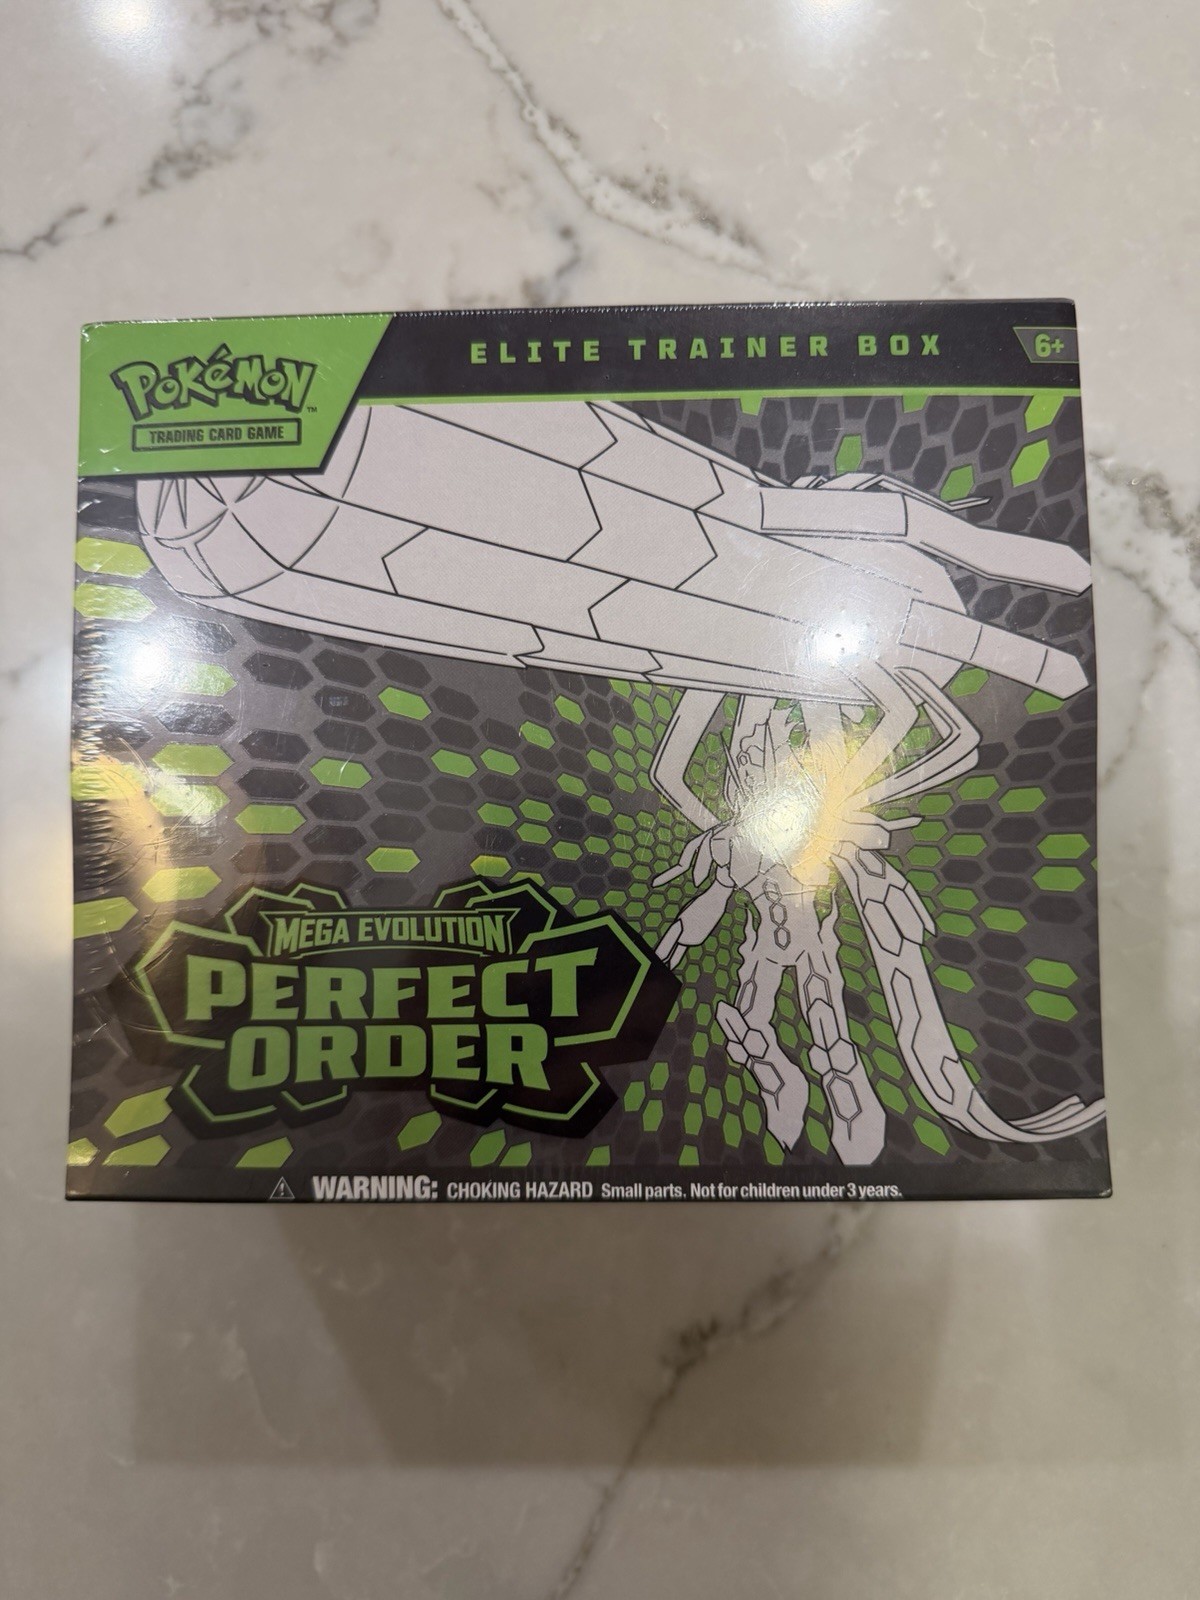 ELITE TRAINER BOX
6+
POKéMON™
TRADING CARD GAME
MEGA EVOLUTION
PERFECT
ORDER
WARNING: CHOKING HAZARD Small parts. Not for children under 3 years.